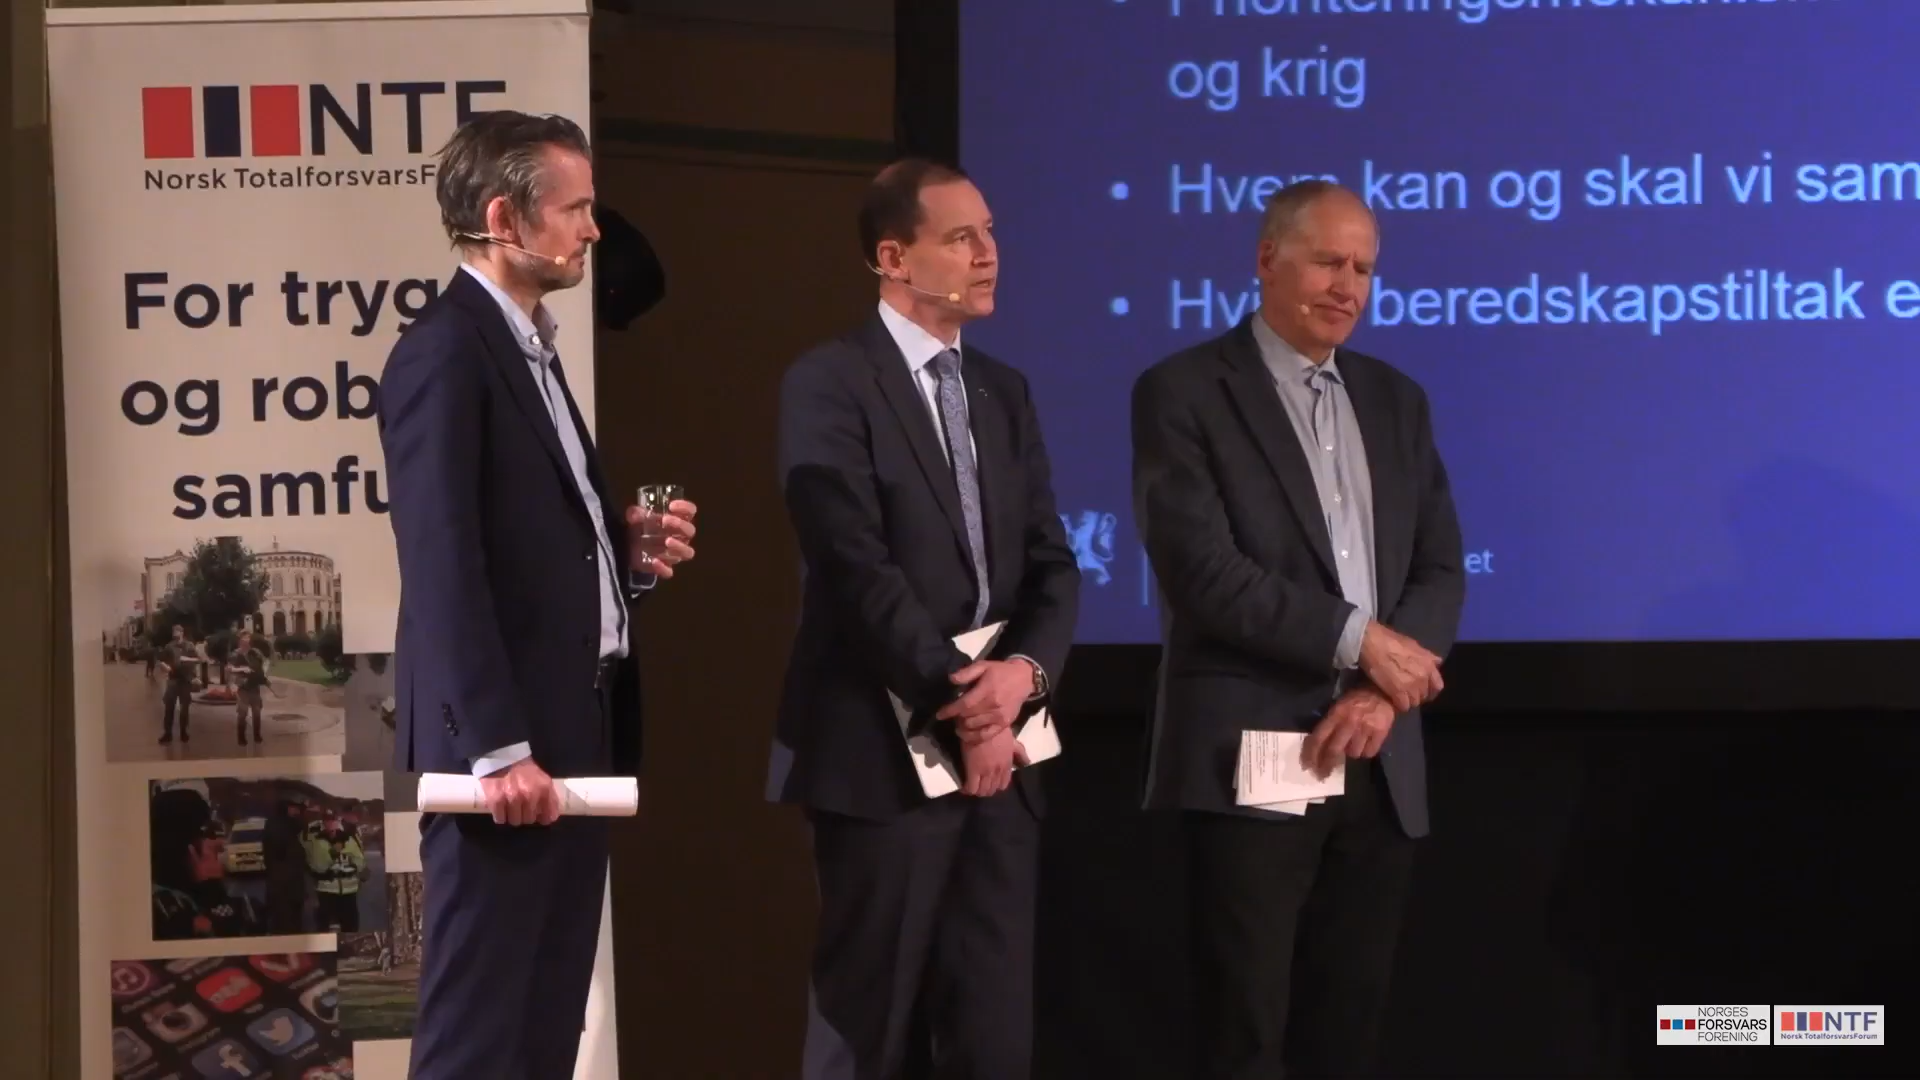 NTF
Norsk TotalforsvarsF
For tryg
og rob
samfu
og krig
• Hvem kan og skal vi sam
• beredskapstiltak e
et
NORGES
FORSVARS
FORENING
NTF
Norsk TotalforsvarsForum